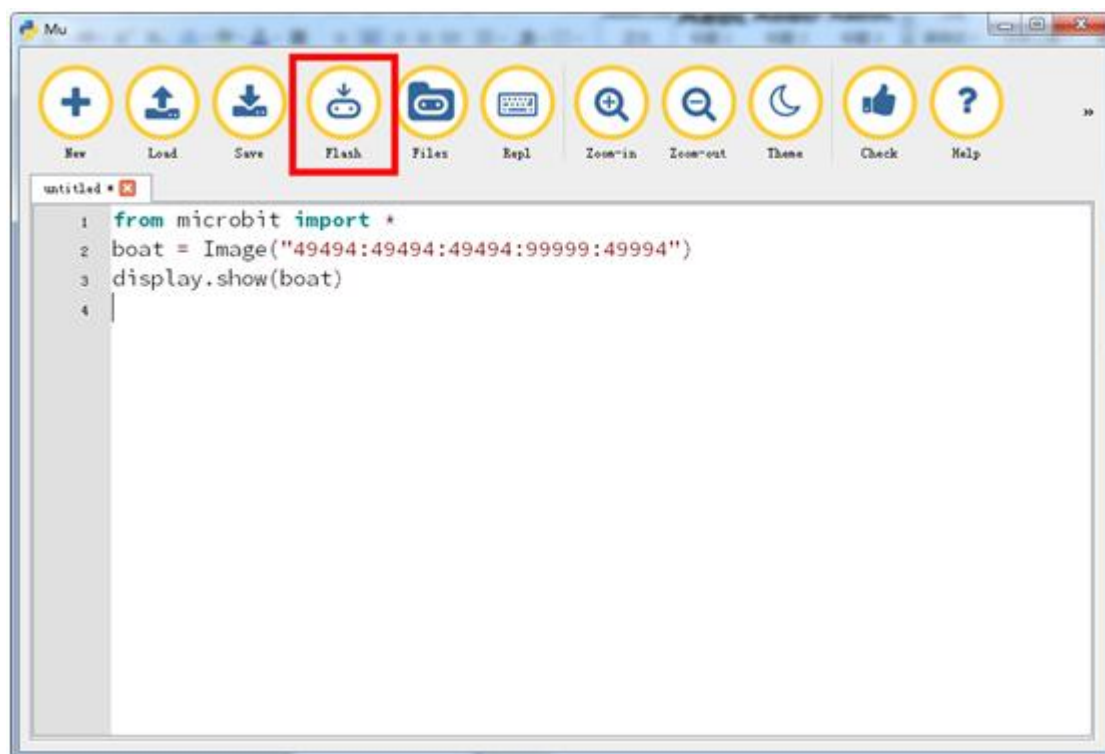 Mu
New Load Save Flash Files Repl Zoom-in Zoom-out Theme Check Help »
untitled *
1 from microbit import *
2 boat = Image("49494:49494:49494:99999:49994")
3 display.show(boat)
4